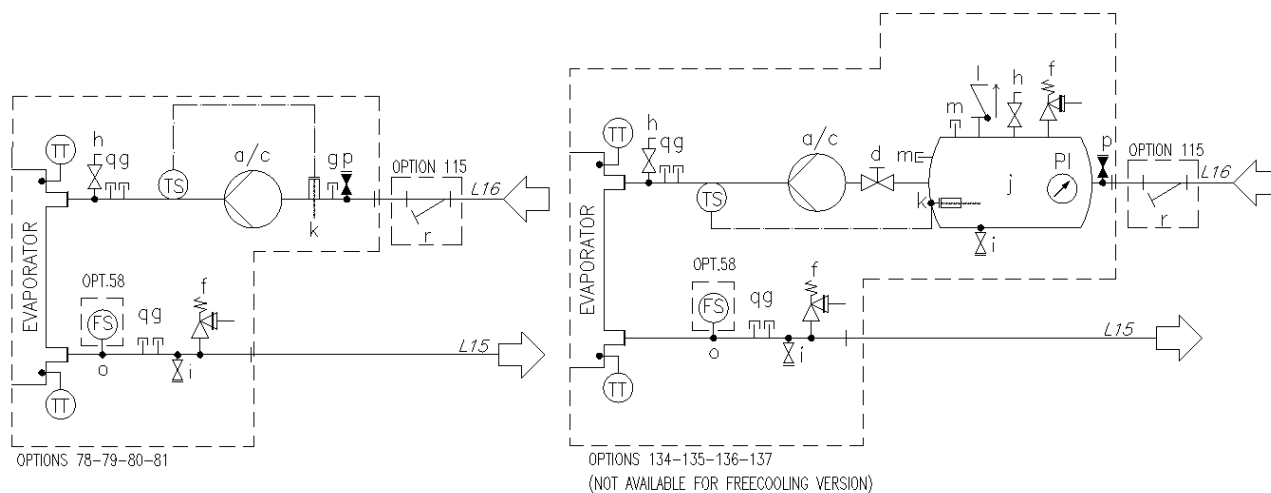 TT
h
qg
TS
a/c
g
p
k
OPTION 115
r
L16
EVAPORATOR
OPT.58
FS
o
qg
i
f
L15
TT
OPTIONS 78-79-80-81
TT
h
qg
TS
a/c
d
m
l
h
f
m
k
j
PI
i
p
OPTION 115
r
L16
EVAPORATOR
OPT.58
FS
o
qg
i
f
L15
TT
OPTIONS 134-135-136-137
(NOT AVAILABLE FOR FREECOOLING VERSION)